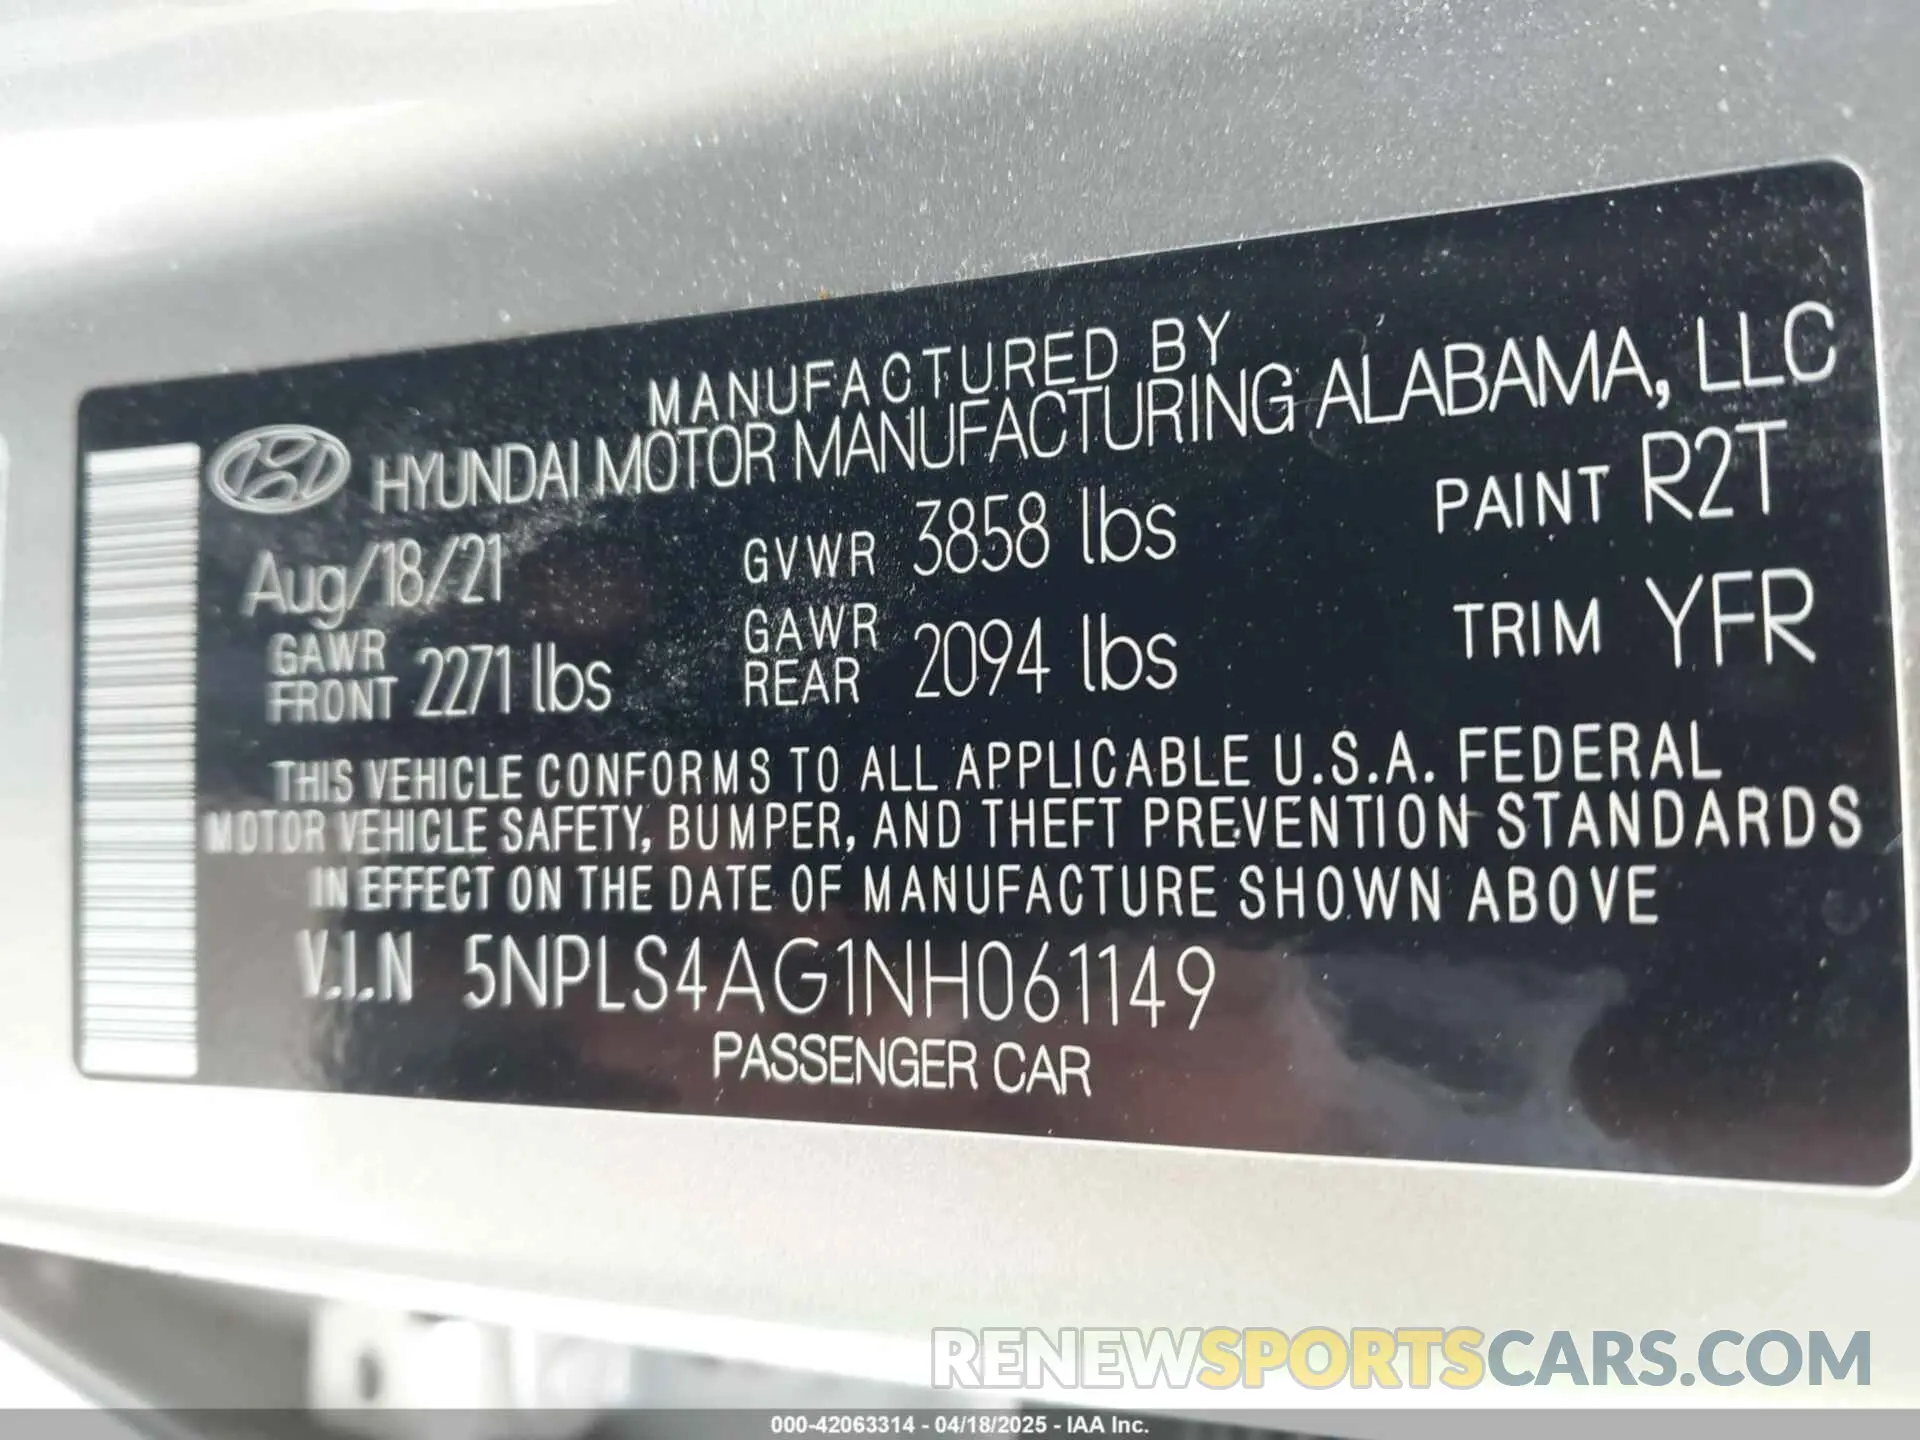 MANUFACTURED BY
HYUNDAI MOTOR MANUFACTURING ALABAMA, LLC
Aug/18/21 GVWR 3858 lbs PAINT R2T
GAWR FRONT 2271 lbs GAWR REAR 2094 lbs TRIM YFR
THIS VEHICLE CONFORMS TO ALL APPLICABLE U.S.A. FEDERAL
MOTOR VEHICLE SAFETY, BUMPER, AND THEFT PREVENTION STANDARDS
IN EFFECT ON THE DATE OF MANUFACTURE SHOWN ABOVE
V.I.N 5NPLS4AG1NH061149
PASSENGER CAR
RENEWSPORTSCARS.COM
000-42063314 - 04/18/2025 - IAA Inc.